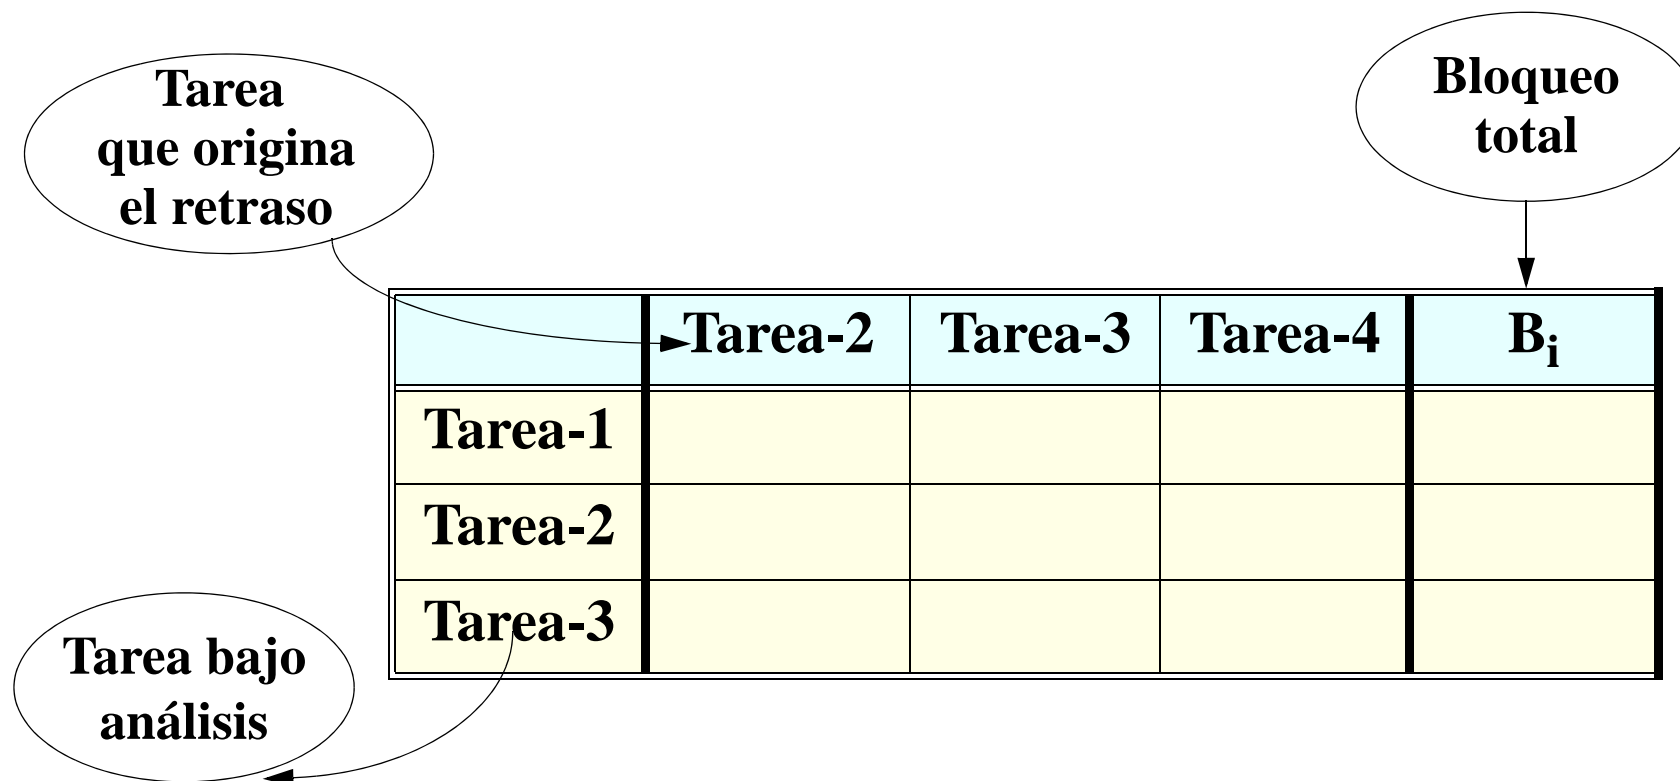 Tarea
que origina
el retraso
Bloqueo
total
Tarea-2 Tarea-3 Tarea-4 Bi
Tarea-1
Tarea-2
Tarea-3
Tarea bajo
análisis